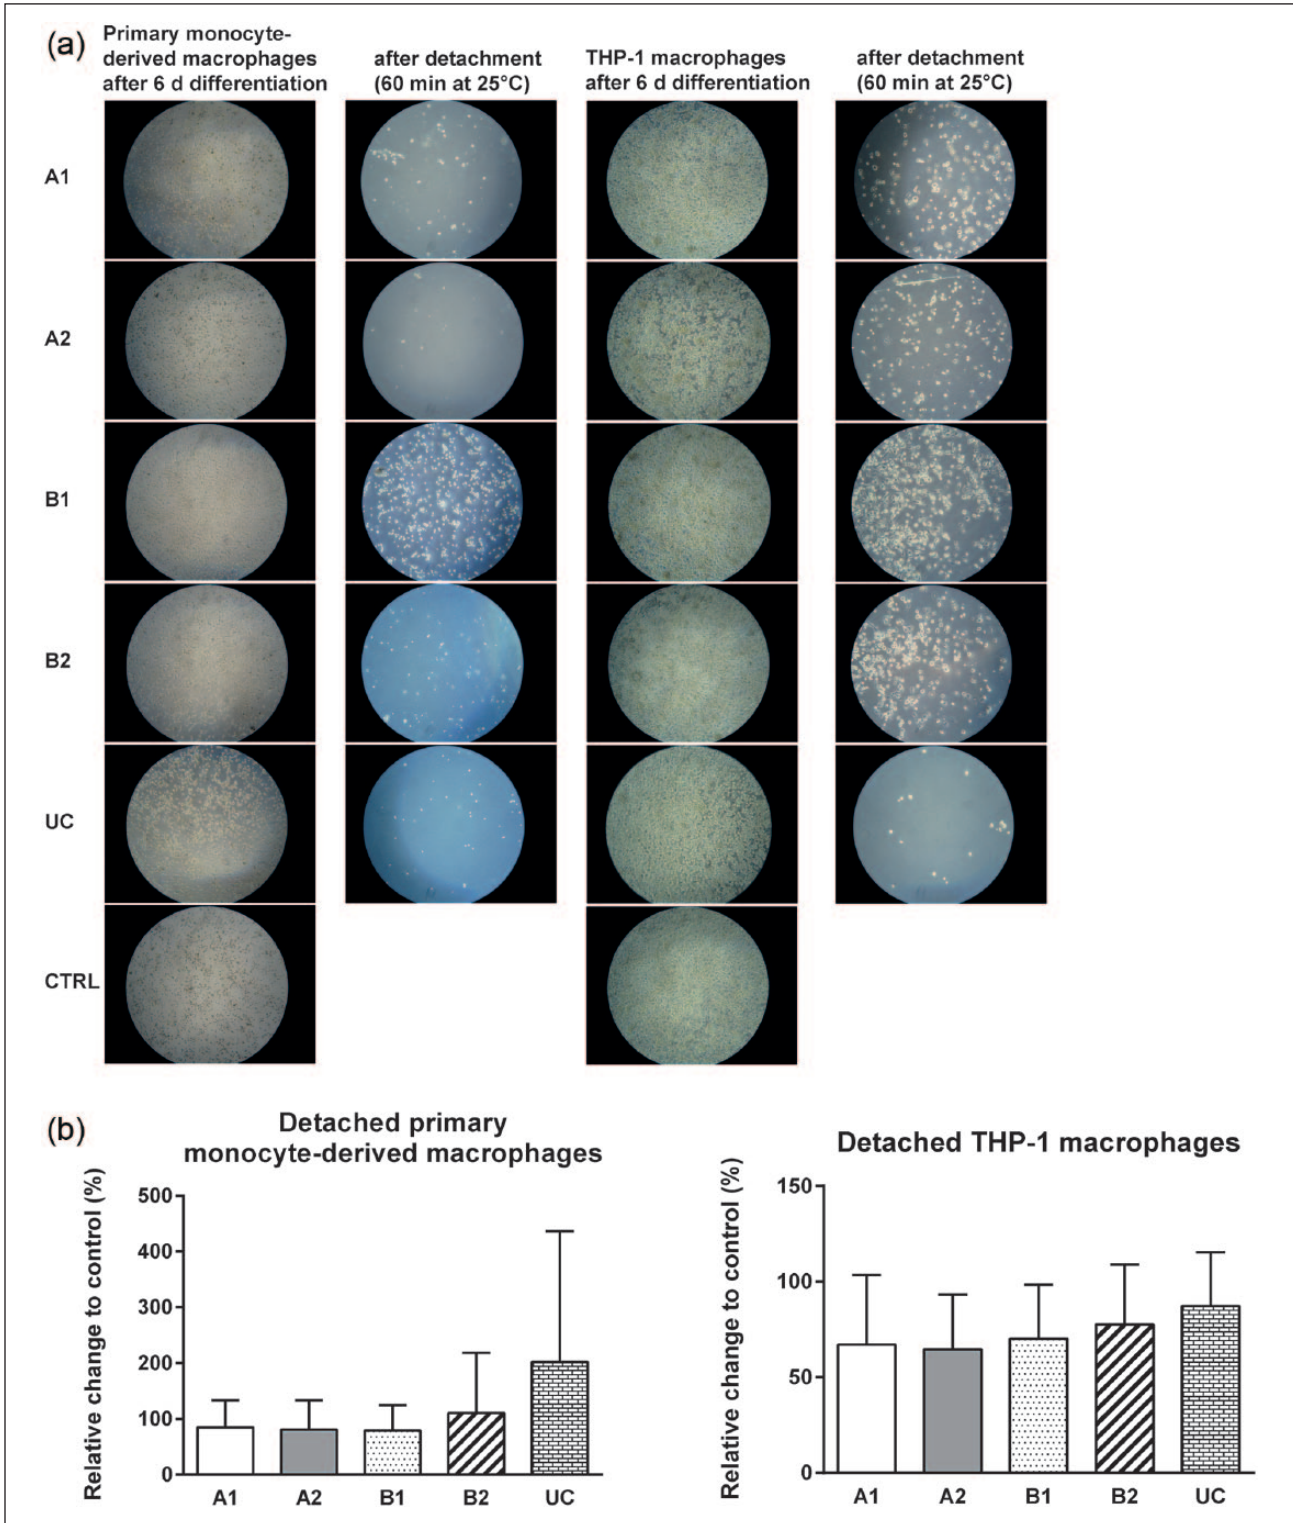 (a)
Primary monocyte-
derived macrophages
after 6 d differentiation
after detachment
(60 min at 25°C)
THP-1 macrophages
after 6 d differentiation
after detachment
(60 min at 25°C)
A1
A2
B1
B2
UC
CTRL
(b)
Detached primary
monocyte-derived macrophages
Relative change to control (%)
500
400
300
200
100
0
A1 A2 B1 B2 UC
Detached THP-1 macrophages
Relative change to control (%)
150
100
50
0
A1 A2 B1 B2 UC